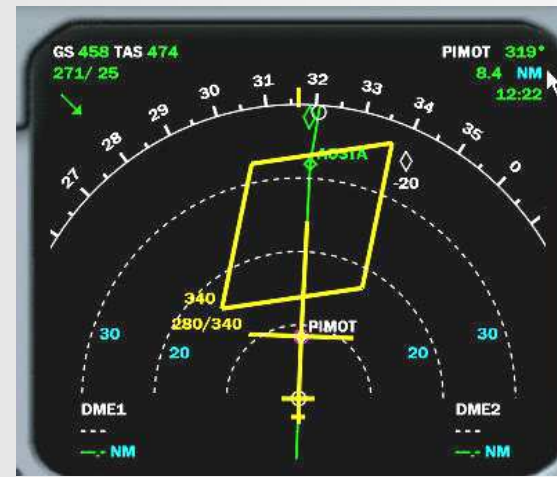 GS 458 TAS 474
271/ 25
PIMOT 319°
8.4 NM
12:22
27 28 29 30 31 32 33 34 35 0
AOSTA
-20
340
280/340
PIMOT
30
20
20
30
DME1
---
--.- NM
DME2
---
--.- NM